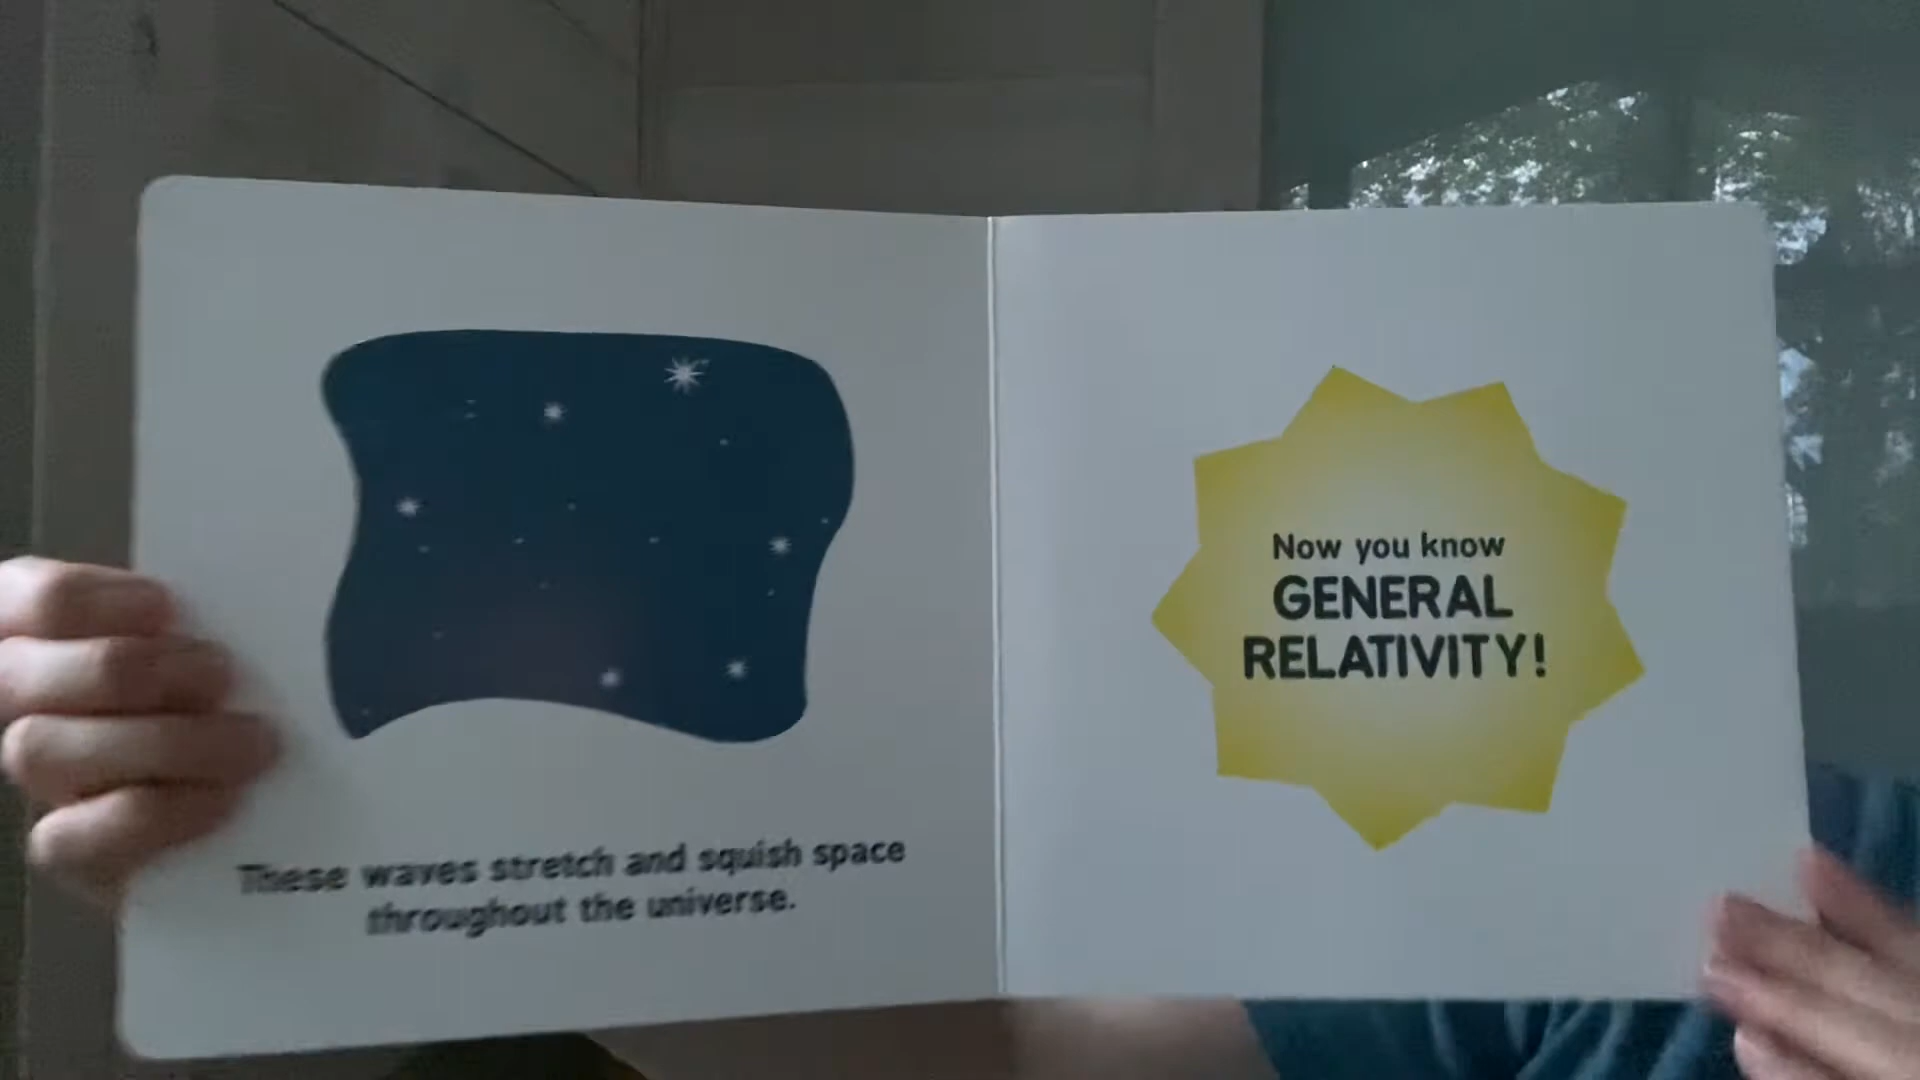 These waves stretch and squish space
throughout the universe.
Now you know
GENERAL
RELATIVITY!